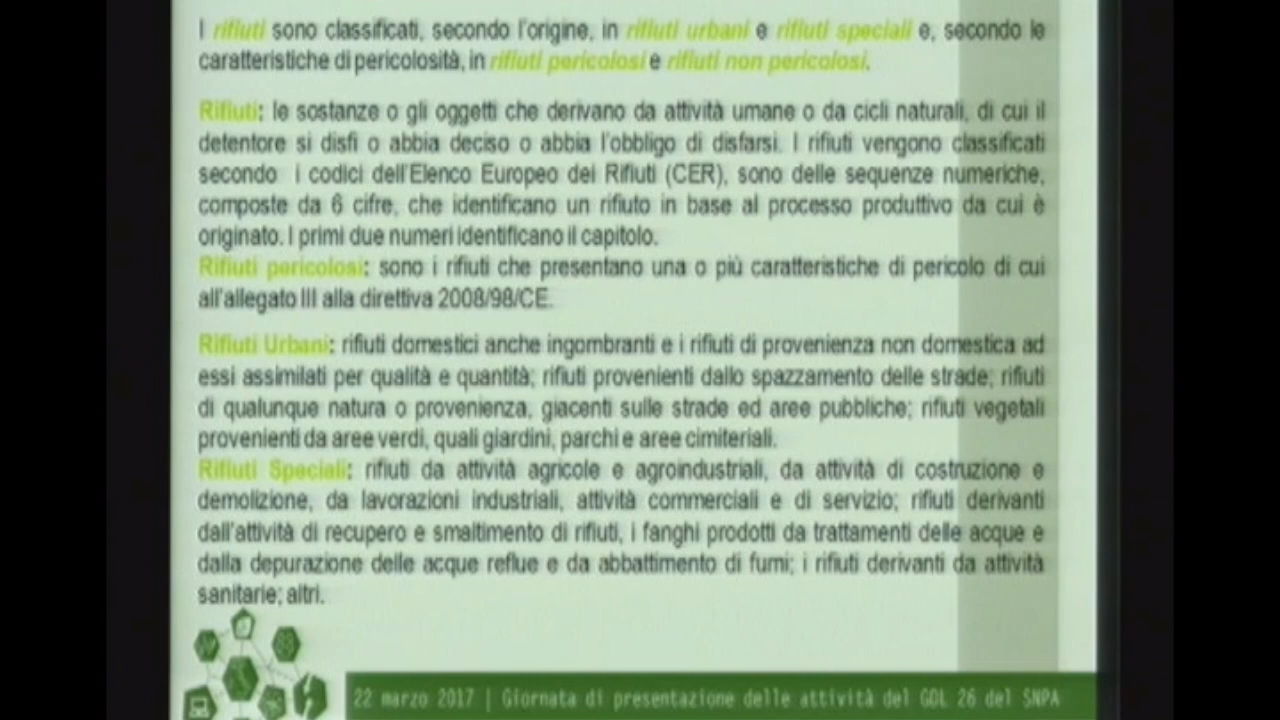 I rifiuti sono classificati, secondo l'origine, in rifiuti urbani e rifiuti speciali e, secondo le
caratteristiche di pericolosità, in rifiuti pericolosi e rifiuti non pericolosi.
Rifiuti: le sostanze o gli oggetti che derivano da attività umane o da cicli naturali, di cui il
detentore si disfi o abbia deciso o abbia l'obbligo di disfarsi. I rifiuti vengono classificati
secondo i codici dell'Elenco Europeo dei Rifiuti (CER), sono delle sequenze numeriche,
composte da 6 cifre, che identificano un rifiuto in base al processo produttivo da cui è
originato. I primi due numeri identificano il capitolo.
Rifiuti pericolosi: sono i rifiuti che presentano una o più caratteristiche di pericolo di cui
all'allegato III alla direttiva 2008/98/CE.
Rifiuti Urbani: rifiuti domestici anche ingombranti e i rifiuti di provenienza non domestica ad
essi assimilati per qualità e quantità; rifiuti provenienti dallo spazzamento delle strade; rifiuti
di qualunque natura o provenienza, giacenti sulle strade ed aree pubbliche; rifiuti vegetali
provenienti da aree verdi, quali giardini, parchi e aree cimiteriali.
Rifiuti Speciali: rifiuti da attività agricole e agroindustriali, da attività di costruzione e
demolizione, da lavorazioni industriali, attività commerciali e di servizio; rifiuti derivanti
dall'attività di recupero e smaltimento di rifiuti, i fanghi prodotti da trattamenti delle acque e
dalla depurazione delle acque reflue e da abbattimento di fumi; i rifiuti derivanti da attività
sanitarie; altri.
22 marzo 2017 | Giornata di presentazione delle attività del GDL 26 del SNPA